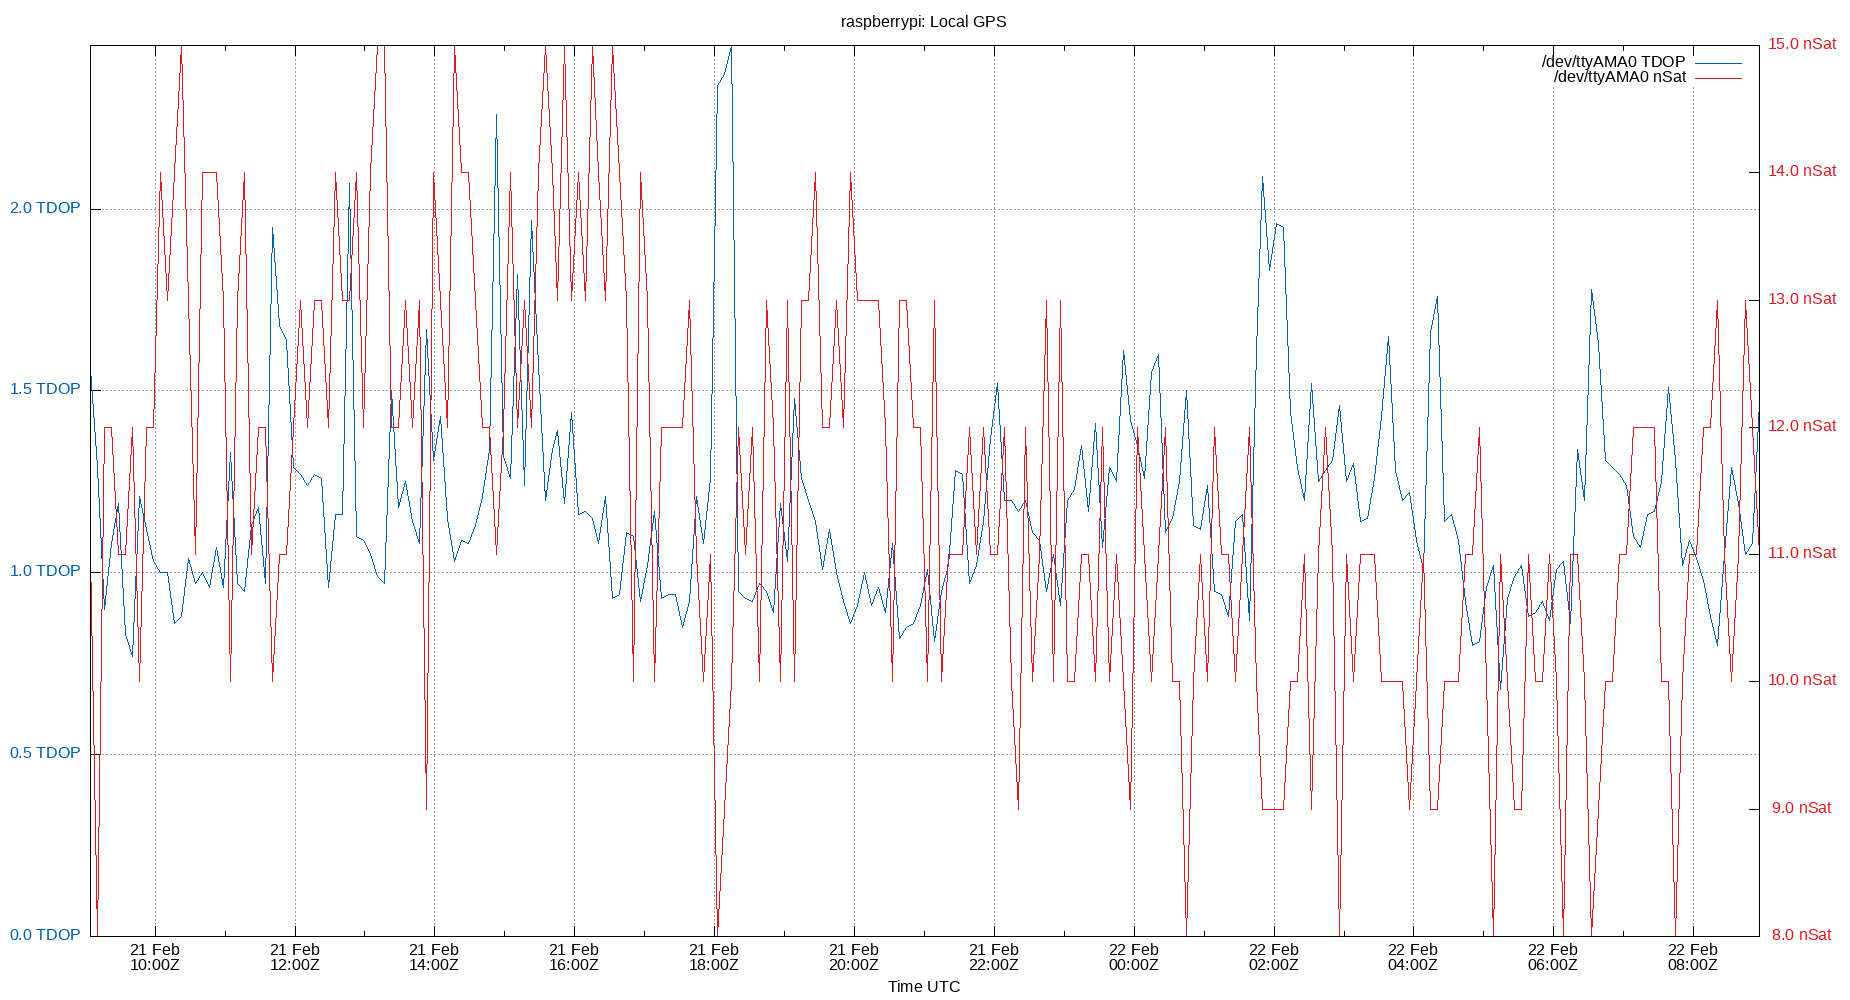 raspberrypi: Local GPS
15.0 nSat
/dev/ttyAMA0 TDOP
/dev/ttyAMA0 nSat
14.0 nSat
2.0 TDOP
13.0 nSat
1.5 TDOP
12.0 nSat
1.0 TDOP
11.0 nSat
10.0 nSat
0.5 TDOP
9.0 nSat
0.0 TDOP
8.0 nSat
21 Feb 21 Feb 21 Feb 21 Feb 21 Feb 21 Feb 21 Feb 22 Feb 22 Feb 22 Feb 22 Feb 22 Feb
10:00Z 12:00Z 14:00Z 16:00Z 18:00Z 20:00Z 22:00Z 00:00Z 02:00Z 04:00Z 06:00Z 08:00Z
Time UTC